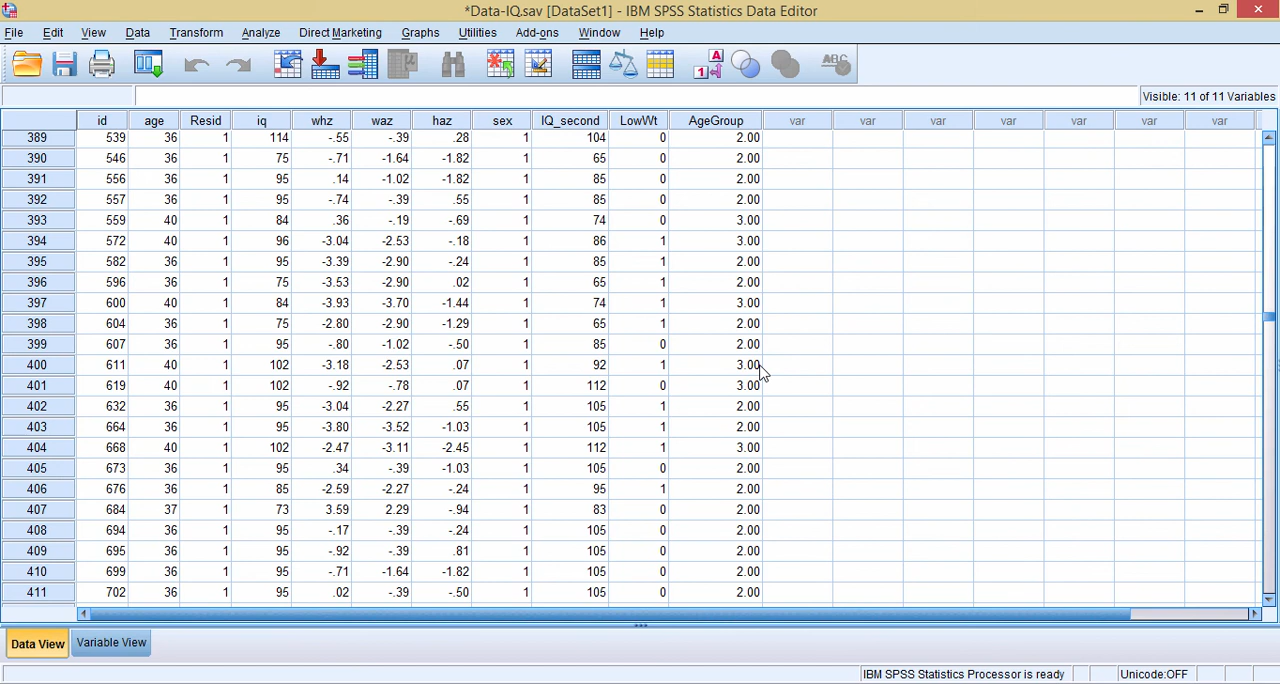 *Data-IQ.sav [DataSet1] - IBM SPSS Statistics Data Editor
File Edit View Data Transform Analyze Direct Marketing Graphs Utilities Add-ons Window Help
Visible: 11 of 11 Variables
id age Resid iq whz waz haz sex IQ_second LowWt AgeGroup var var var var var var var
389 539 36 1 114 -.55 -.39 .28 1 104 0 2.00
390 546 36 1 75 -.71 -1.64 -1.82 1 65 0 2.00
391 556 36 1 95 .14 -1.02 -1.82 1 85 0 2.00
392 557 36 1 95 -.74 -.39 .55 1 85 0 2.00
393 559 40 1 84 .36 -.19 -.69 1 74 0 3.00
394 572 40 1 96 -3.04 -2.53 -.18 1 86 1 3.00
395 582 36 1 95 -3.39 -2.90 -.24 1 85 1 2.00
396 596 36 1 75 -3.53 -2.90 .02 1 65 1 2.00
397 600 40 1 84 -3.93 -3.70 -1.44 1 74 1 3.00
398 604 36 1 75 -2.80 -2.90 -1.29 1 65 1 2.00
399 607 36 1 95 -.80 -1.02 -.50 1 85 0 2.00
400 611 40 1 102 -3.18 -2.53 .07 1 92 1 3.00
401 619 40 1 102 -.92 -.78 .07 1 112 0 3.00
402 632 36 1 95 -3.04 -2.27 .55 1 105 1 2.00
403 664 36 1 95 -3.80 -3.52 -1.03 1 105 1 2.00
404 668 40 1 102 -2.47 -3.11 -2.45 1 112 1 3.00
405 673 36 1 95 .34 -.39 -1.03 1 105 0 2.00
406 676 36 1 85 -2.59 -2.27 -.24 1 95 1 2.00
407 684 37 1 73 3.59 2.29 -.94 1 83 0 2.00
408 694 36 1 95 -.17 -.39 -.24 1 105 0 2.00
409 695 36 1 95 -.92 -.39 .81 1 105 0 2.00
410 699 36 1 95 -.71 -1.64 -1.82 1 105 0 2.00
411 702 36 1 95 .02 -.39 -.50 1 105 0 2.00
Data View Variable View
IBM SPSS Statistics Processor is ready Unicode:OFF